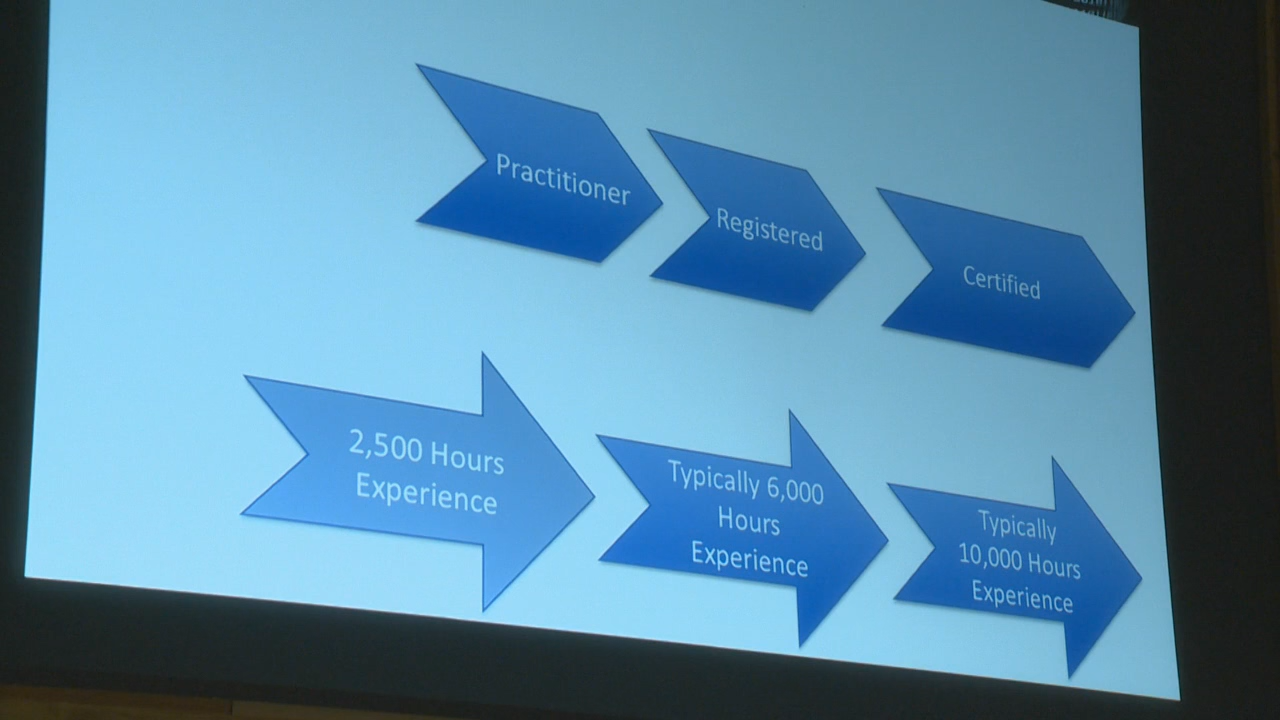 Practitioner
Registered
Certified
2,500 Hours
Experience
Typically 6,000
Hours
Experience
Typically
10,000 Hours
Experience